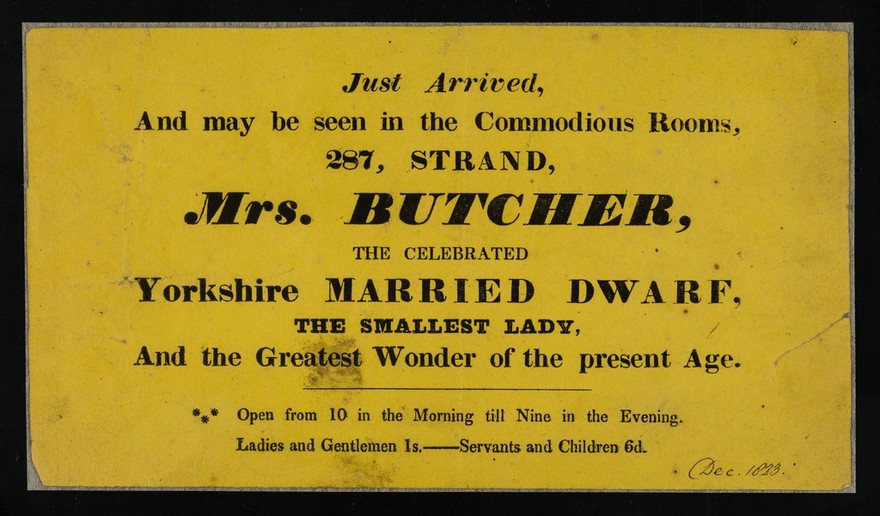 Just Arrived,
And may be seen in the Commodious Rooms,
287, STRAND,
Mrs. BUTCHER,
THE CELEBRATED
Yorkshire MARRIED DWARF,
THE SMALLEST LADY,
And the Greatest Wonder of the present Age.
⁂ Open from 10 in the Morning till Nine in the Evening.
Ladies and Gentlemen 1s.——Servants and Children 6d.
Dec. 1823.